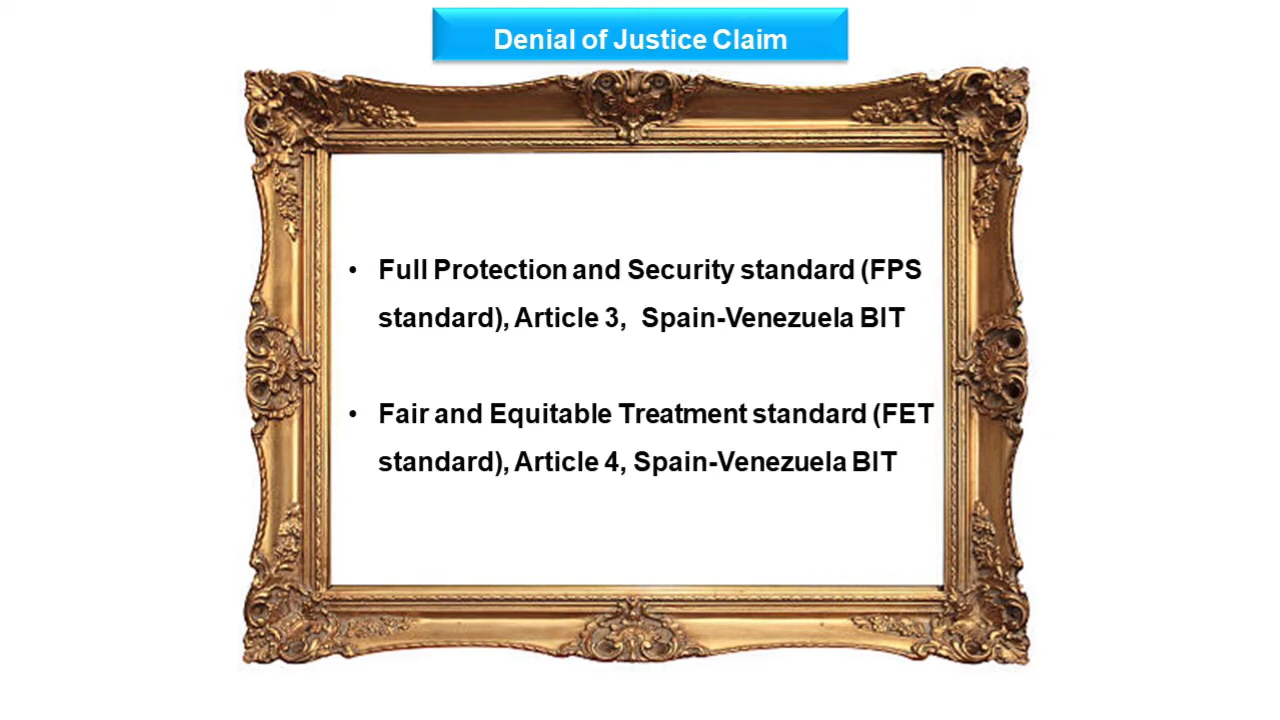 Denial of Justice Claim
• Full Protection and Security standard (FPS
standard), Article 3,  Spain-Venezuela BIT
• Fair and Equitable Treatment standard (FET
standard), Article 4, Spain-Venezuela BIT